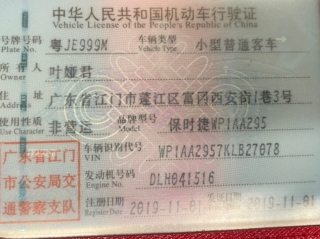 中华人民共和国机动车行驶证
Vehicle License of the People's Republic of China
号牌号码 粤JE999M 车辆类型 小型普通客车
Plate No. Vehicle Type
所有人 叶娅君
Owner
住址 广东省江门市蓬江区富冈西安街1巷3号
使用性质 非营运 品牌型号 保时捷WP1AA295
Use Character Model
广东省江门
市公安局交
通警察支队
车辆识别代号 WP1AA2957KLB27078
VIN
发动机号码 DLH041516
Engine No.
注册日期 2019-11-01 发证日期 2019-11-01
Register Date